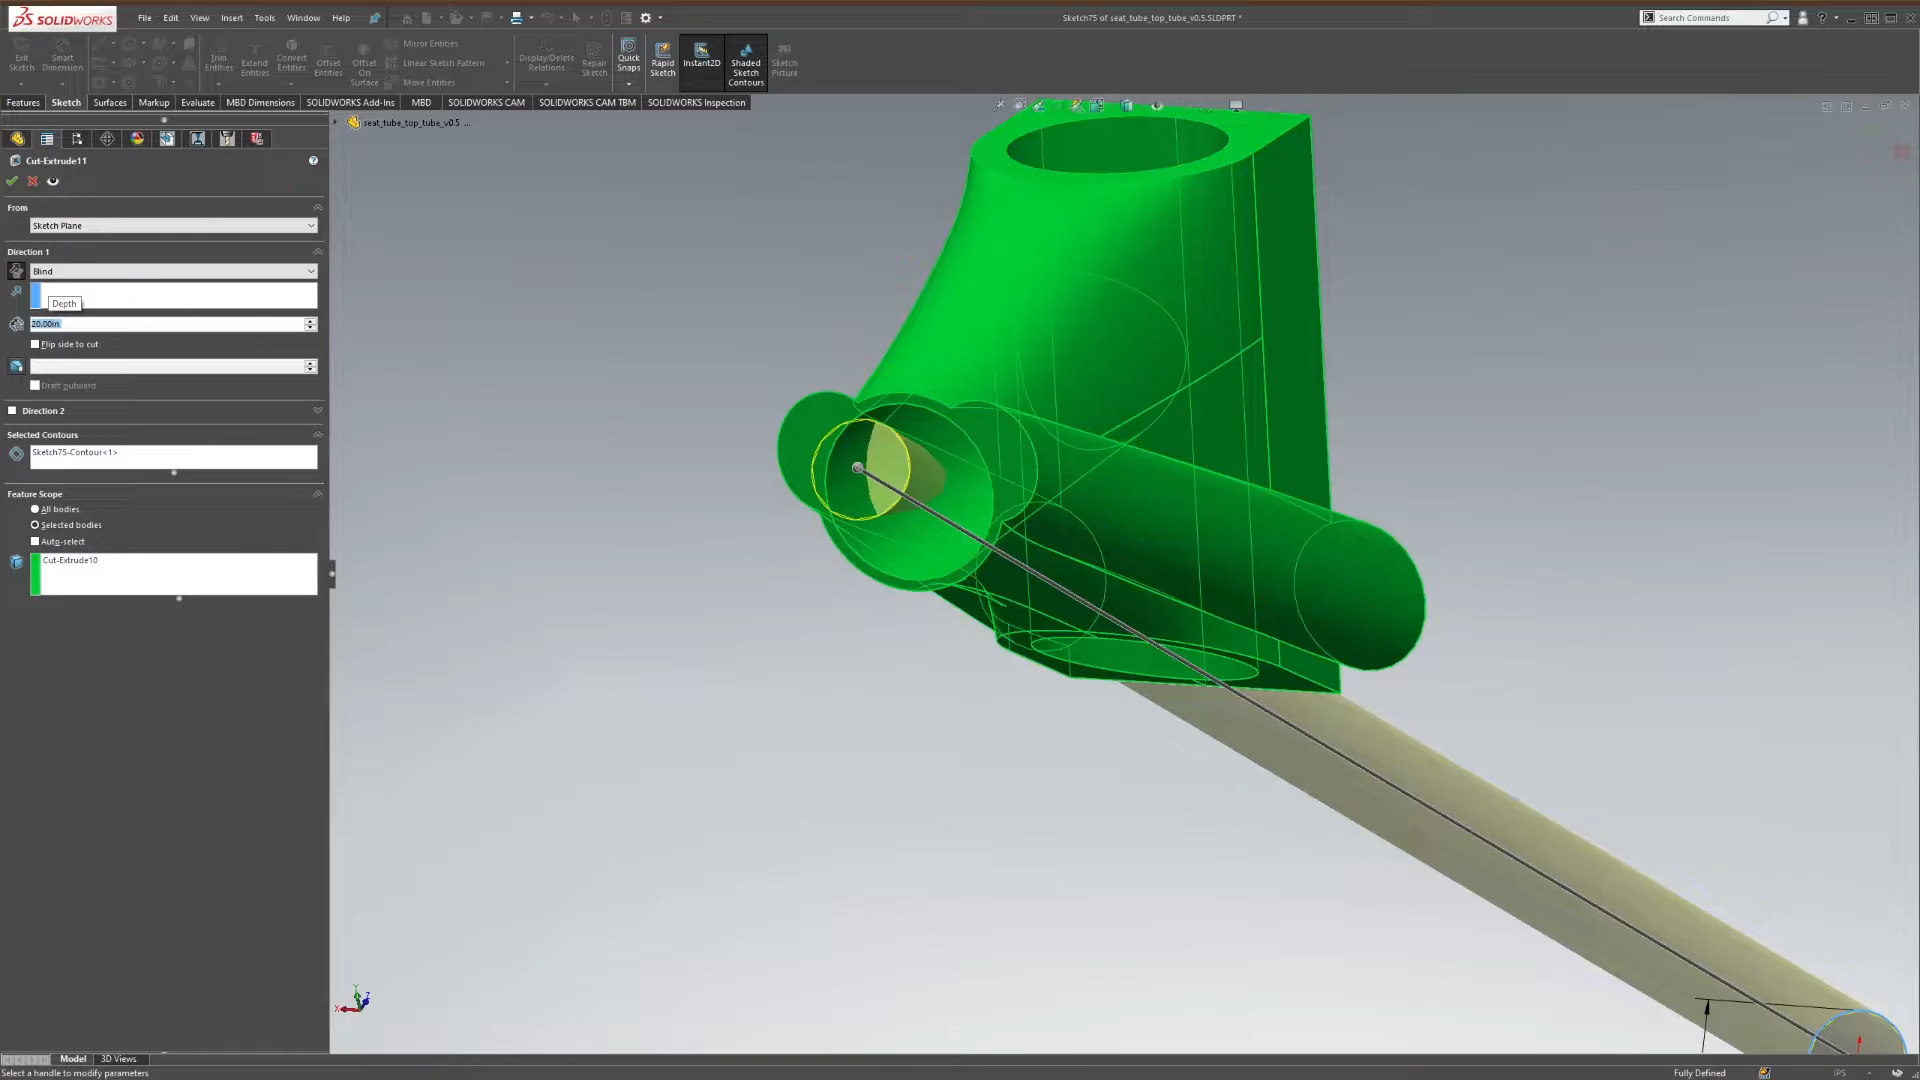 SOLIDWORKS
File Edit View Insert Tools Window Help
Sketch75 of seat_tube_top_tube_v0.5.SLDPRT *
Search Commands
Exit Sketch
Smart Dimension
Trim Entities
Extend Entities
Convert Entities
Offset Entities
Offset On Surface
Mirror Entities
Linear Sketch Pattern
Move Entities
Display/Delete Relations
Repair Sketch
Quick Snaps
Rapid Sketch
Instant2D
Shaded Sketch Contours
Sketch Picture
Features Sketch Surfaces Markup Evaluate MBD Dimensions SOLIDWORKS Add-Ins MBD SOLIDWORKS CAM SOLIDWORKS CAM TBM SOLIDWORKS Inspection
seat_tube_top_tube_v0.5 ...
Cut-Extrude11
From
Sketch Plane
Direction 1
Blind
Depth
20.00in
Flip side to cut
Draft outward
Direction 2
Selected Contours
Sketch75-Contour<1>
Feature Scope
All bodies
Selected bodies
Auto-select
Cut-Extrude10
Y
Z
X
Model 3D Views
Select a handle to modify parameters
Fully Defined
IPS